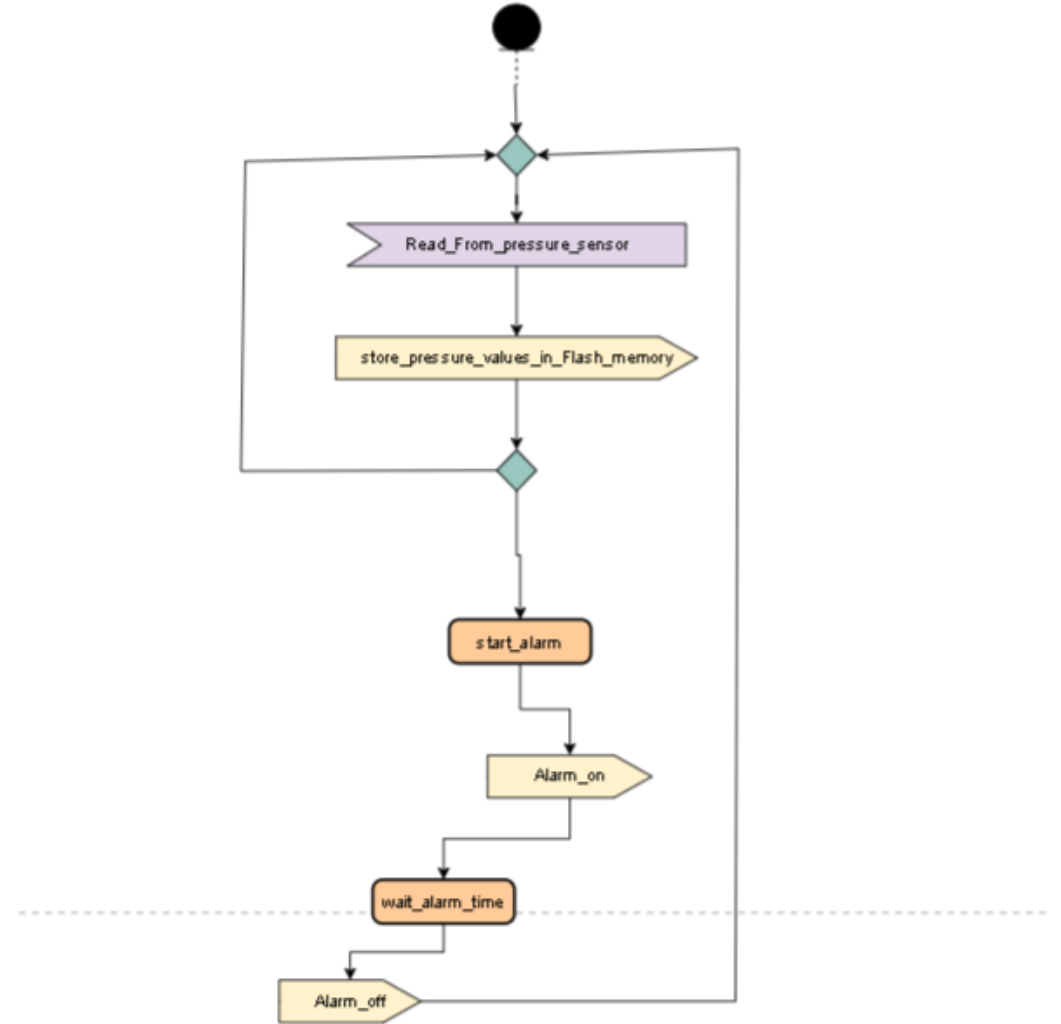 Read_From_pressure_sensor
store_pressure_values_in_Flash_memory
start_alarm
Alarm_on
wait_alarm_time
Alarm_off